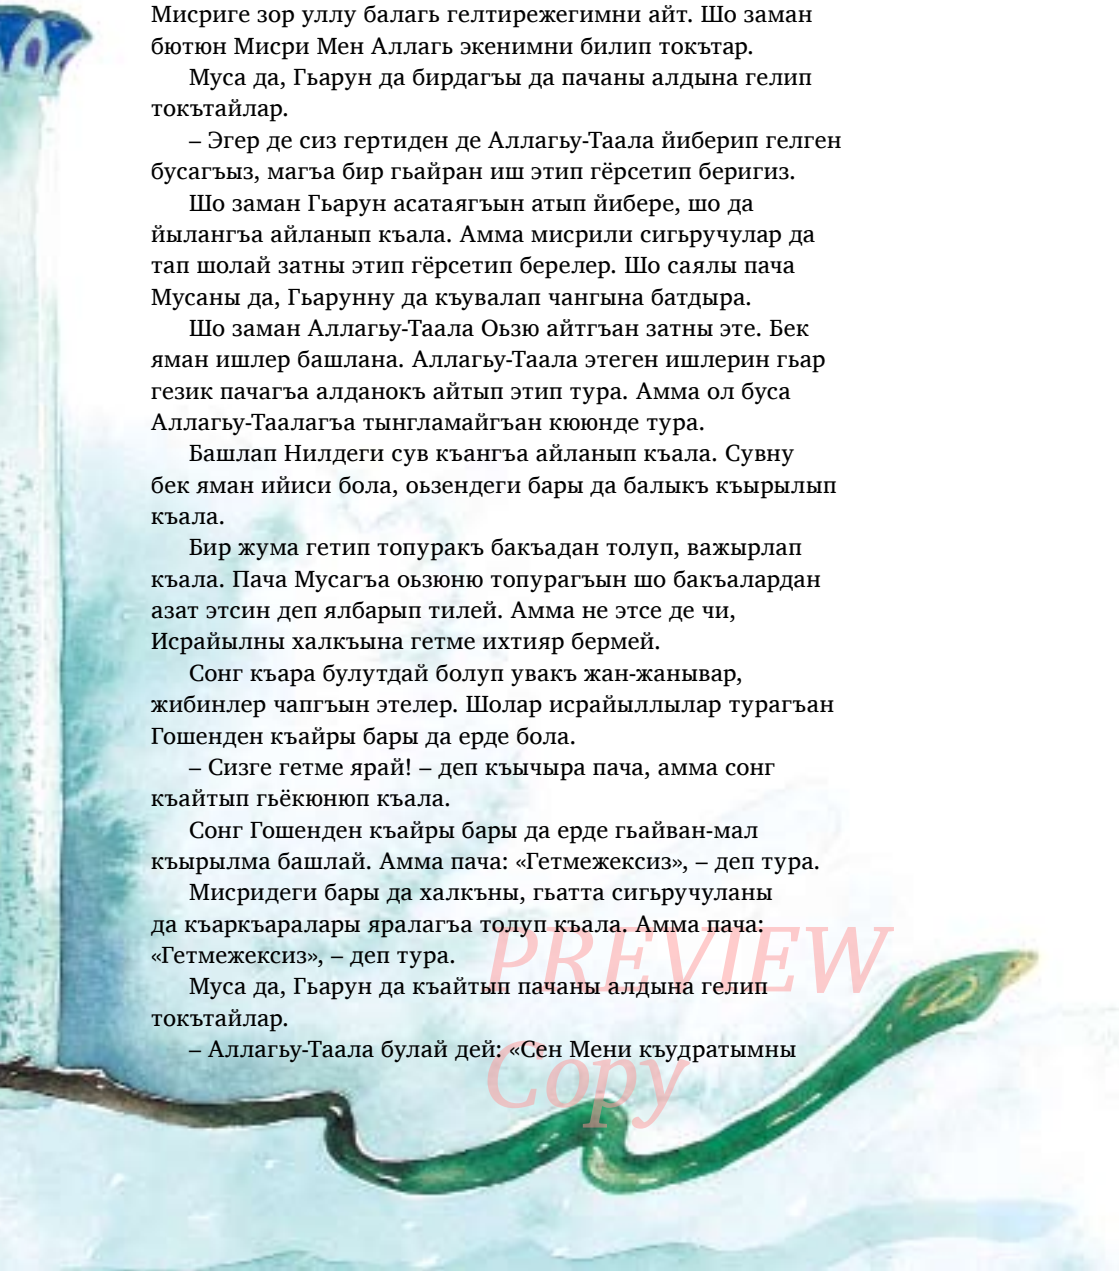 Мисриге зор уллу балагь гелтирежегимни айт. Шо заман
бютюн Мисри Мен Аллагь экенимни билип токътар.
Муса да, Гьарун да бирдагъы да пачаны алдына гелип
токътайлар.
– Эгер де сиз гертиден де Аллагьу-Таала йиберип гелген
бусагъыз, магъа бир гьайран иш этип гёрсетип беригиз.
Шо заман Гьарун асатаягъын атып йибере, шо да
йылангъа айланып къала. Амма мисрили сигьручулар да
тап шолай затны этип гёрсетип берелер. Шо саялы пача
Мусаны да, Гьарунну да къувалап чангына батдыра.
Шо заман Аллагьу-Таала Оьзю айтгъан затны эте. Бек
яман ишлер башлана. Аллагьу-Таала этеген ишлерин гьар
гезик пачагъа алданокъ айтып этип тура. Амма ол буса
Аллагьу-Таалагъа тынгламайгъан кююнде тура.
Башлап Нилдеги сув къангъа айланып къала. Сувну
бек яман ийиси бола, оьзендеги бары да балыкъ къырылып
къала.
Бир жума гетип топуракъ бакъадан толуп, важырлап
къала. Пача Мусагъа оьзюню топурагъын шо бакъалардан
азат этсин деп ялбарып тилей. Амма не этсе де чи,
Исрайылны халкъына гетме ихтияр бермей.
Сонг къара булутдай болуп увакъ жан-жанывар,
жибинлер чапгъын этелер. Шолар исрайыллылар турагъан
Гошенден къайры бары да ерде бола.
– Сизге гетме ярай! – деп къычыра пача, амма сонг
къайтып гьёкюнюп къала.
Сонг Гошенден къайры бары да ерде гьайван-мал
къырылма башлай. Амма пача: «Гетмежексиз», – деп тура.
Мисридеги бары да халкъны, гьатта сигьручуланы
да къаркъаралары яралагъа толуп къала. Амма пача:
«Гетмежексиз», – деп тура.
Муса да, Гьарун да къайтып пачаны алдына гелип
токътайлар.
– Аллагьу-Таала булай дей: «Сен Мени къудратымны
PREVIEW
Copy